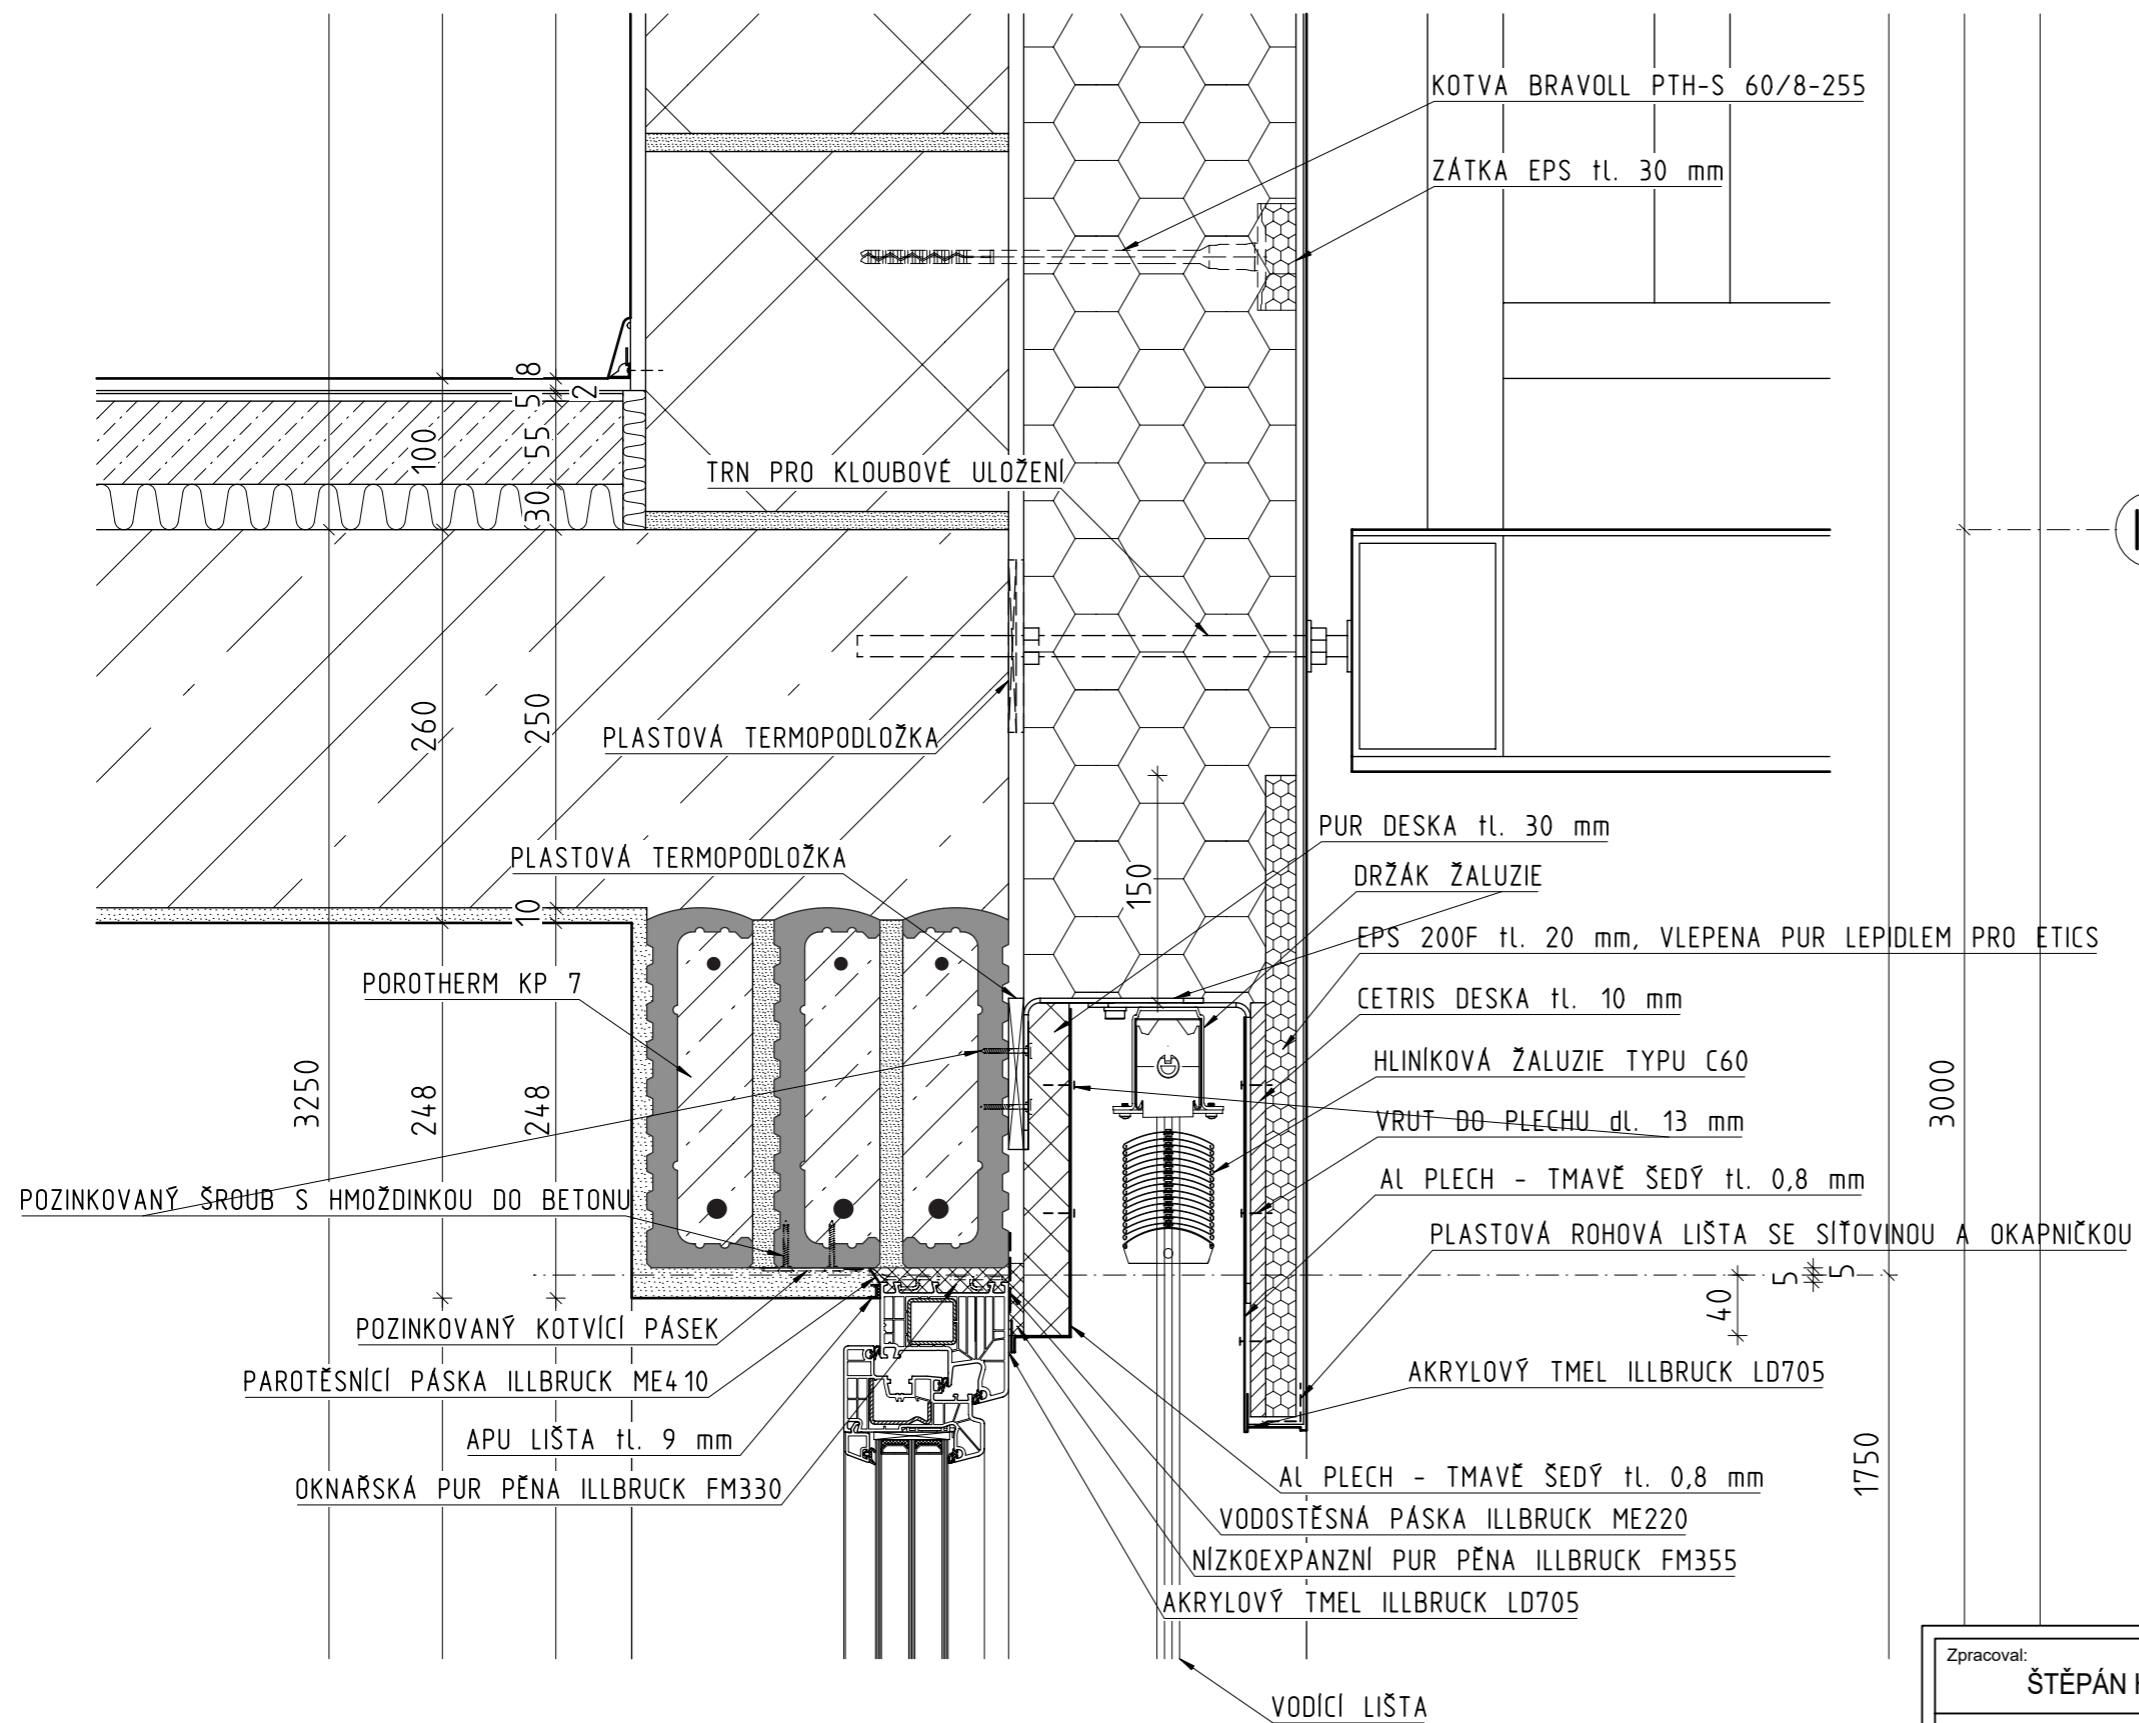 KOTVA BRAVOLL PTH-S 60/8-255
ZÁTKA EPS tl. 30 mm
8
5
2
100
55
30
TRN PRO KLOUBOVÉ ULOŽENÍ
260
250
PLASTOVÁ TERMOPODLOŽKA
PUR DESKA tl. 30 mm
PLASTOVÁ TERMOPODLOŽKA
150
DRŽÁK ŽALUZIE
10
EPS 200F tl. 20 mm, VLEPENA PUR LEPIDLEM PRO ETICS
POROTHERM KP 7
CETRIS DESKA tl. 10 mm
HLINÍKOVÁ ŽALUZIE TYPU C60
3250
248
248
3000
VRUT DO PLECHU dl. 13 mm
POZINKOVANÝ ŠROUB S HMOŽDINKOU DO BETONU
Al PLECH - TMAVĚ ŠEDÝ tl. 0,8 mm
PLASTOVÁ ROHOVÁ LIŠTA SE SÍŤOVINOU A OKAPNIČKOU
5
5
40
POZINKOVANÝ KOTVÍCÍ PÁSEK
PAROTĚSNÍCÍ PÁSKA ILLBRUCK ME410
AKRYLOVÝ TMEL ILLBRUCK LD705
APU LIŠTA tl. 9 mm
1750
OKNAŘSKÁ PUR PĚNA ILLBRUCK FM330
Al PLECH - TMAVĚ ŠEDÝ tl. 0,8 mm
VODOSTĚSNÁ PÁSKA ILLBRUCK ME220
NÍZKOEXPANZNÍ PUR PĚNA ILLBRUCK FM355
AKRYLOVÝ TMEL ILLBRUCK LD705
VODÍCÍ LIŠTA
Zpracoval:
ŠTĚPÁN